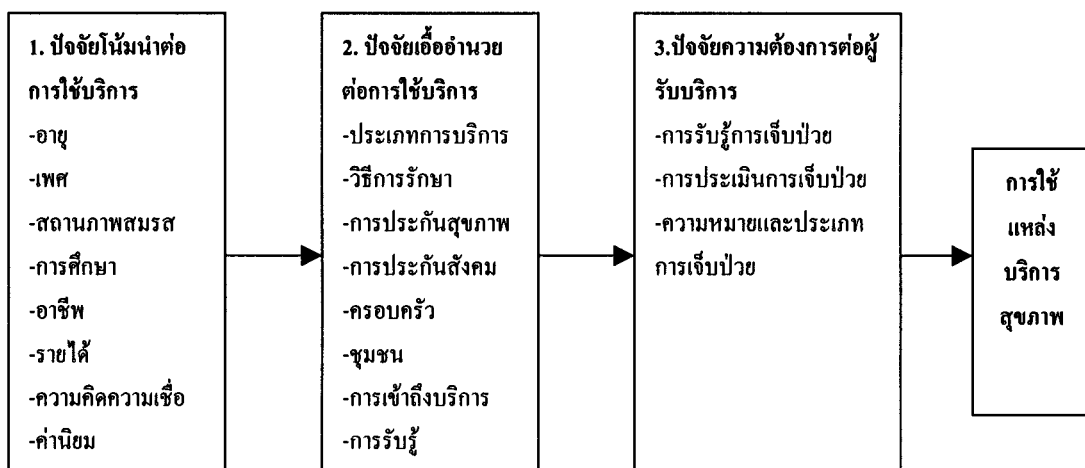 1. ปัจจัยโน้มนำต่อ
การใช้บริการ
-อายุ
-เพศ
-สถานภาพสมรส
-การศึกษา
-อาชีพ
-รายได้
-ความคิดความเชื่อ
-ค่านิยม
2. ปัจจัยเอื้ออำนวย
ต่อการใช้บริการ
-ประเภทการบริการ
-วิธีการรักษา
-การประกันสุขภาพ
-การประกันสังคม
-ครอบครัว
-ชุมชน
-การเข้าถึงบริการ
-การรับรู้
3.ปัจจัยความต้องการต่อผู้
รับบริการ
-การรับรู้การเจ็บป่วย
-การประเมินการเจ็บป่วย
-ความหมายและประเภท
การเจ็บป่วย
การใช้
แหล่ง
บริการ
สุขภาพ